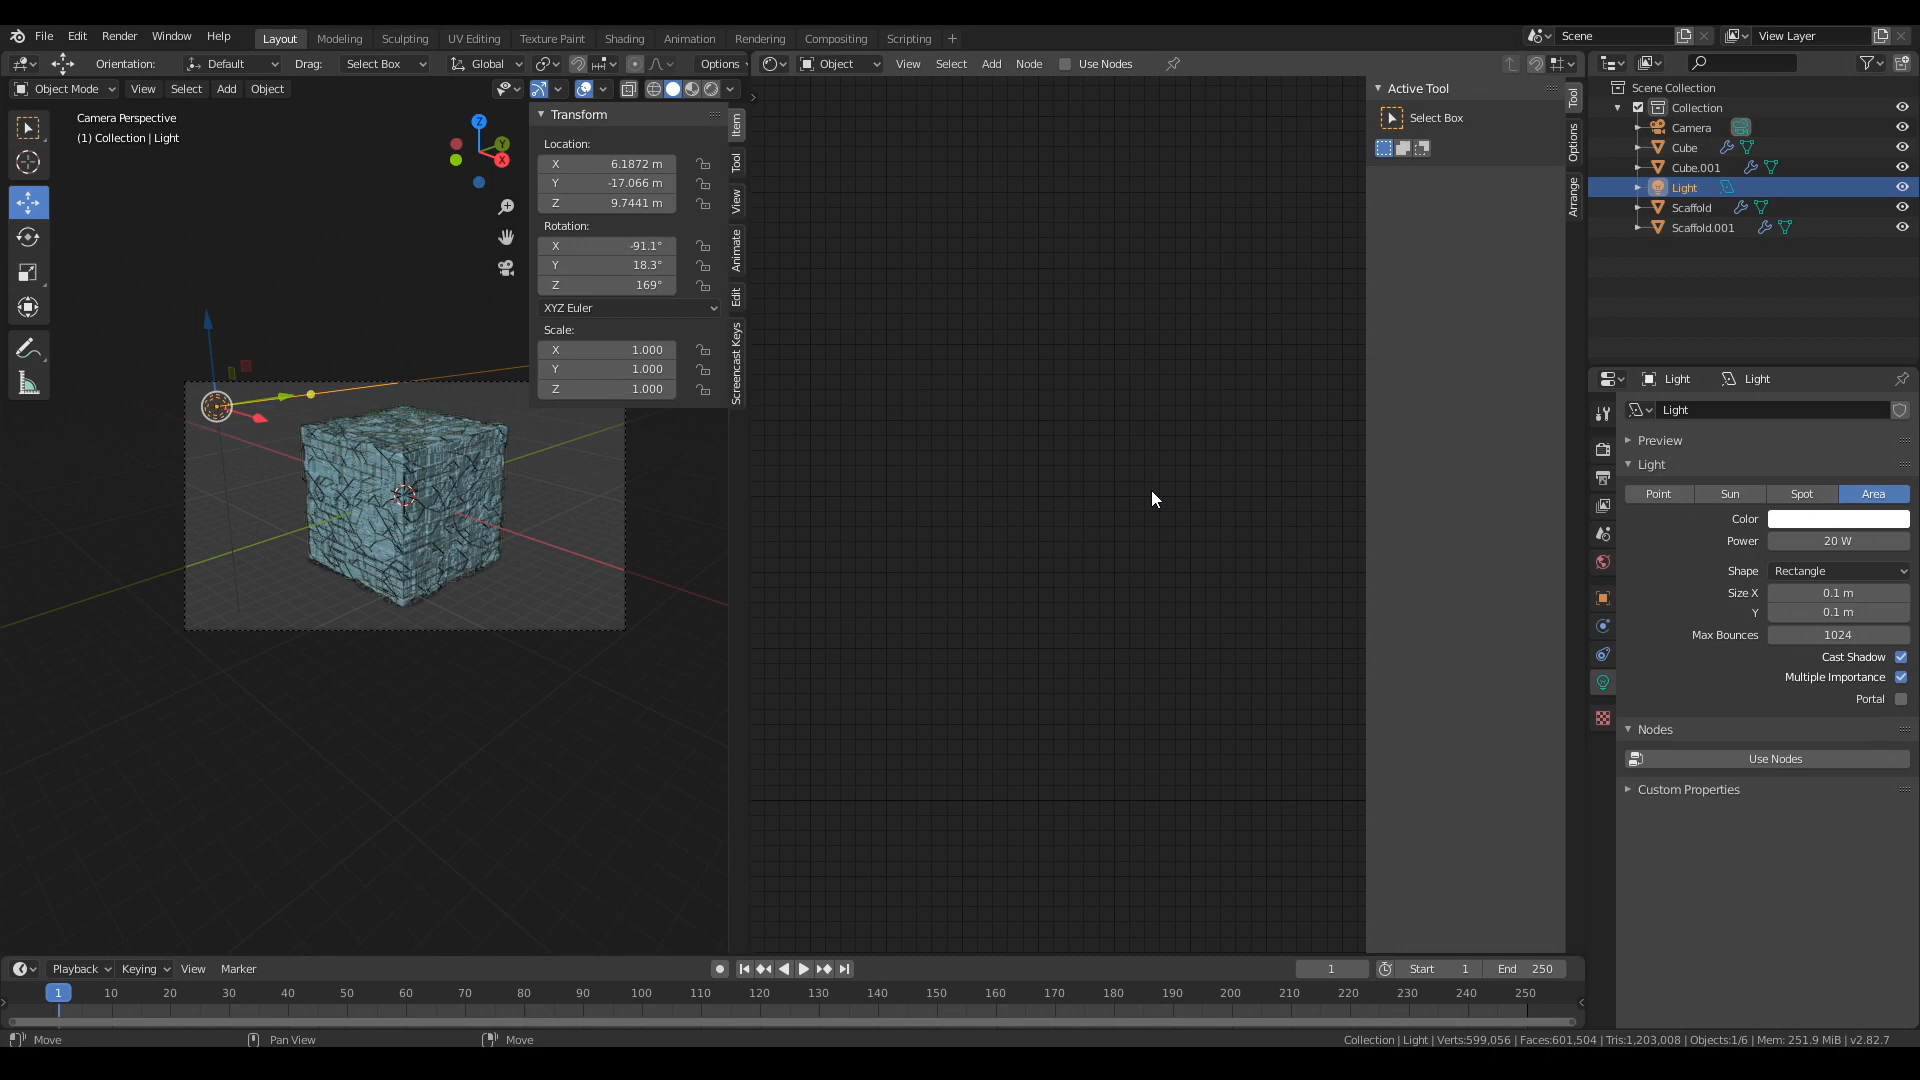 File Edit Render Window Help Layout Modeling Sculpting UV Editing Texture Paint Shading Animation Rendering Compositing Scripting + Scene View Layer
Orientation: Default Drag: Select Box Global Options Object View Select Add Node Use Nodes
Object Mode View Select Add Object
Camera Perspective
(1) Collection | Light
Z
Y
X
Transform
Location:
X 6.1872 m
Y -17.066 m
Z 9.7441 m
Rotation:
X -91.1°
Y 18.3°
Z 169°
XYZ Euler
Scale:
X 1.000
Y 1.000
Z 1.000
Item
Tool
View
Animate
Edit
Screencast Keys
Active Tool
Select Box
Tool
Options
Arrange
Scene Collection
Collection
Camera
Cube
Cube.001
Light
Scaffold
Scaffold.001
Light Light
Light
Preview
Light
Point Sun Spot Area
Color
Power 20 W
Shape Rectangle
Size X 0.1 m
Y 0.1 m
Max Bounces 1024
Cast Shadow
Multiple Importance
Portal
Nodes
Use Nodes
Custom Properties
Playback Keying View Marker 1 Start 1 End 250
1 10 20 30 40 50 60 70 80 90 100 110 120 130 140 150 160 170 180 190 200 210 220 230 240 250
Move Pan View Move Collection | Light | Verts:599,056 | Faces:601,504 | Tris:1,203,008 | Objects:1/6 | Mem: 251.9 MiB | v2.82.7